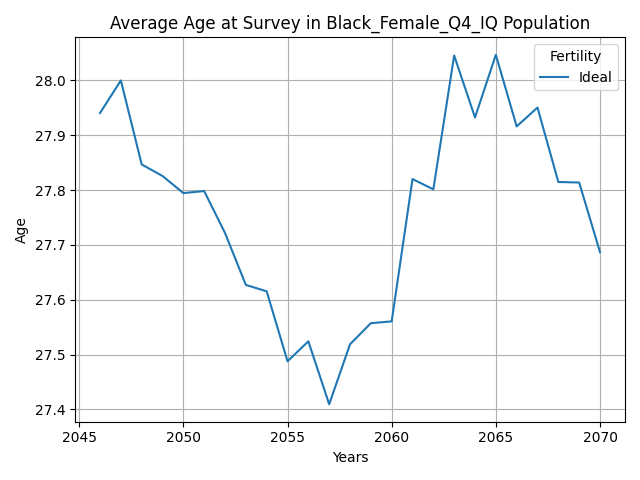 Average Age at Survey in Black_Female_Q4_IQ Population
Fertility
Ideal
28.0
27.9
27.8
27.7
27.6
27.5
27.4
Age
2045
2050
2055
2060
2065
2070
Years